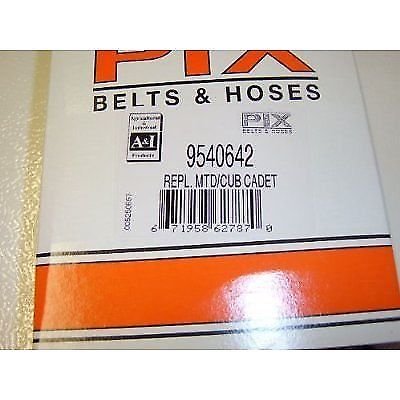 PIX
BELTS & HOSES
Agricultural
& Industrial
A&I
Products
PIX
BELTS & HOSES
9540642
REPL. MTD/CUB CADET
6 71958 62787 0